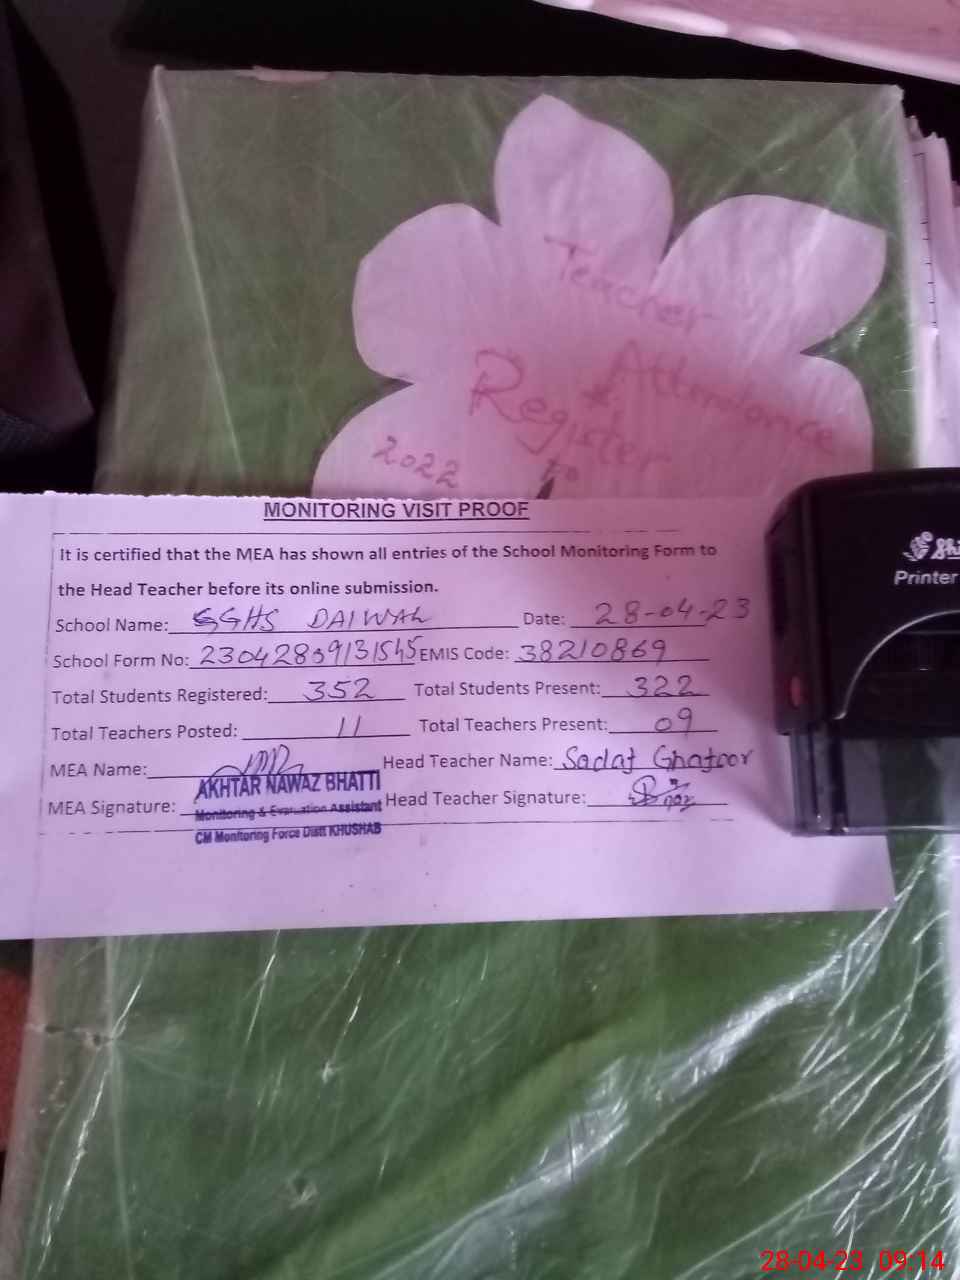 Teacher
Attendance
Register
2022
MONITORING VISIT PROOF
It is certified that the MEA has shown all entries of the School Monitoring Form to
the Head Teacher before its online submission.
School Name: GGHS DAIWAL Date: 28-04-23
School Form No: EMIS Code: 38210869
Total Students Registered: 352 Total Students Present: 322
Total Teachers Posted: 11 Total Teachers Present: 09
MEA Name: Head Teacher Name: Sadaf Ghafoor
AKHTAR NAWAZ BHATTI
MEA Signature: Head Teacher Signature:
Monitoring & Evaluation Assistant
CM Monitoring Force Distt KHUSHAB
Printer
28-04-23 09:14